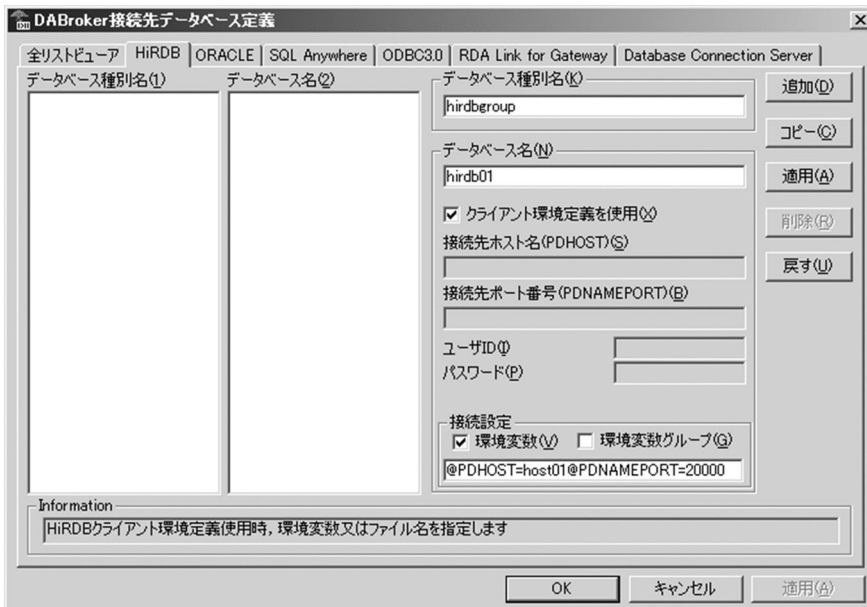 DABroker接続先データベース定義
全リストビューア HiRDB ORACLE SQL Anywhere ODBC3.0 RDA Link for Gateway Database Connection Server
データベース種別名(1)
データベース名(2)
データベース種別名(K)
hirdbgroup
データベース名(N)
hirdb01
クライアント環境定義を使用(X)
接続先ホスト名(PDHOST)(S)
接続先ポート番号(PDNAMEPORT)(B)
ユーザID(I)
パスワード(P)
接続設定
環境変数(V) 環境変数グループ(G)
@PDHOST=host01@PDNAMEPORT=20000
追加(D)
コピー(C)
適用(A)
削除(R)
戻す(U)
Information
HiRDBクライアント環境定義使用時, 環境変数又はファイル名を指定します
OK キャンセル 適用(A)